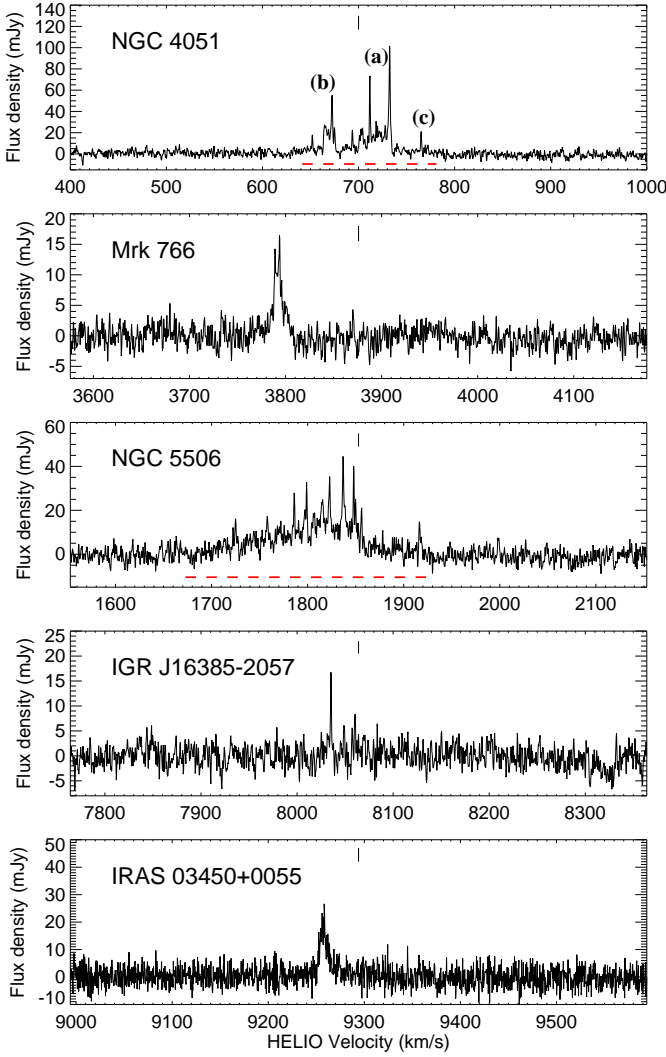 NGC 4051
(a)
(b)
(c)
Flux density (mJy)
140
120
100
80
60
40
20
0
400 500 600 700 800 900 1000
Mrk 766
Flux density (mJy)
20
15
10
5
0
-5
3600 3700 3800 3900 4000 4100
NGC 5506
Flux density (mJy)
60
40
20
0
1600 1700 1800 1900 2000 2100
IGR J16385-2057
Flux density (mJy)
25
20
15
10
5
0
-5
7800 7900 8000 8100 8200 8300
IRAS 03450+0055
Flux density (mJy)
50
40
30
20
10
0
-10
9000 9100 9200 9300 9400 9500
HELIO Velocity (km/s)